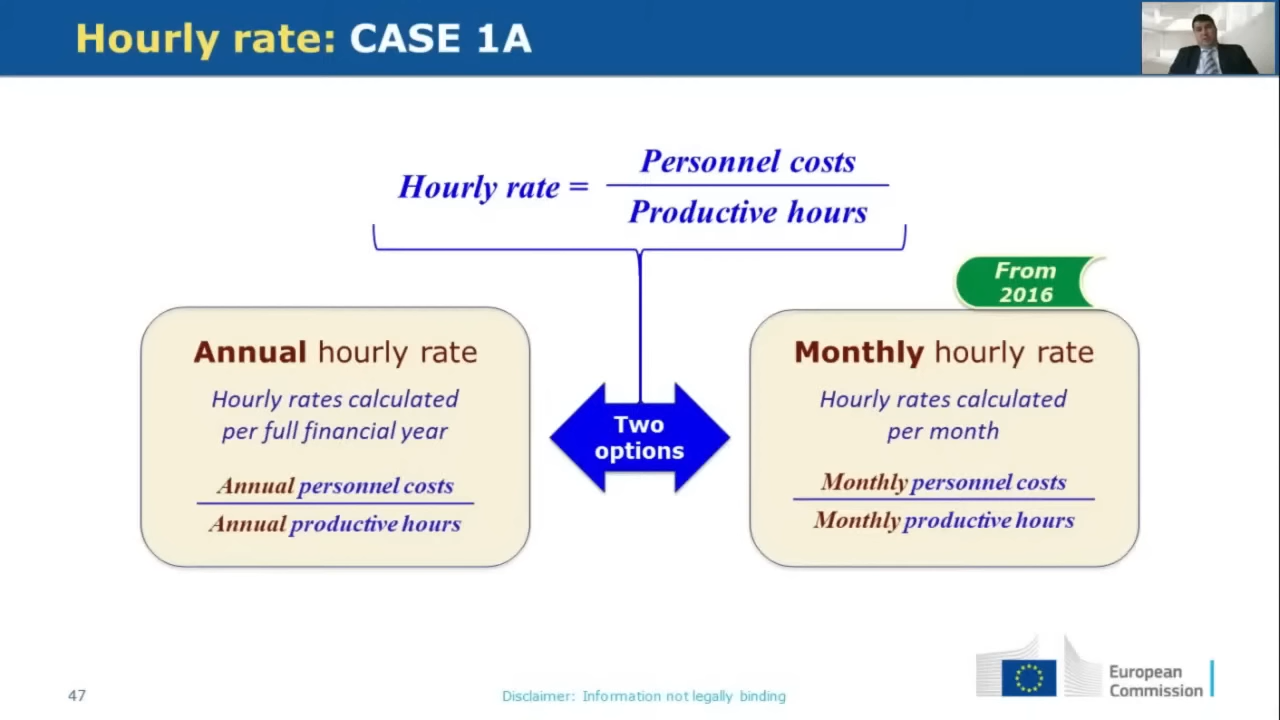 Hourly rate: CASE 1A
Hourly rate =
Personnel costs
Productive hours
From
2016
Annual hourly rate
Hourly rates calculated
per full financial year
Annual personnel costs
Annual productive hours
Two
options
Monthly hourly rate
Hourly rates calculated
per month
Monthly personnel costs
Monthly productive hours
47
Disclaimer: Information not legally binding
European
Commission